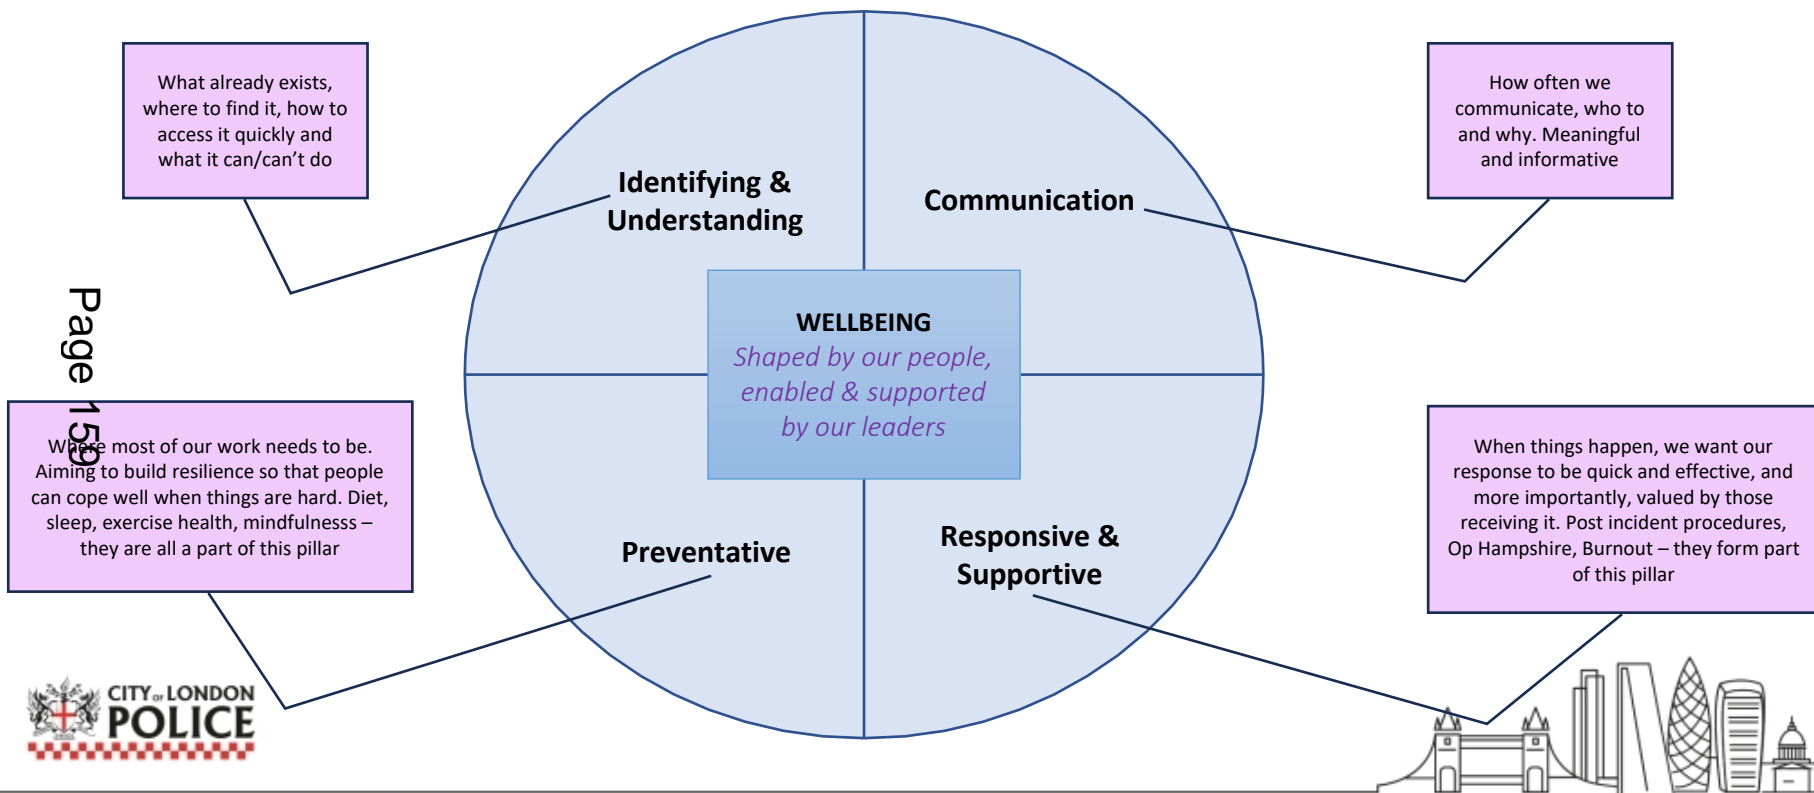 What already exists,
where to find it, how to
access it quickly and
what it can/can’t do
How often we
communicate, who to
and why. Meaningful
and informative
Identifying &
Understanding
Communication
WELLBEING
Shaped by our people,
enabled & supported
by our leaders
Page 159
Where most of our work needs to be.
Aiming to build resilience so that people
can cope well when things are hard. Diet,
sleep, exercise health, mindfulnesss –
they are all a part of this pillar
Preventative
Responsive &
Supportive
When things happen, we want our
response to be quick and effective, and
more importantly, valued by those
receiving it. Post incident procedures,
Op Hampshire, Burnout – they form part
of this pillar
CITY OF LONDON
POLICE